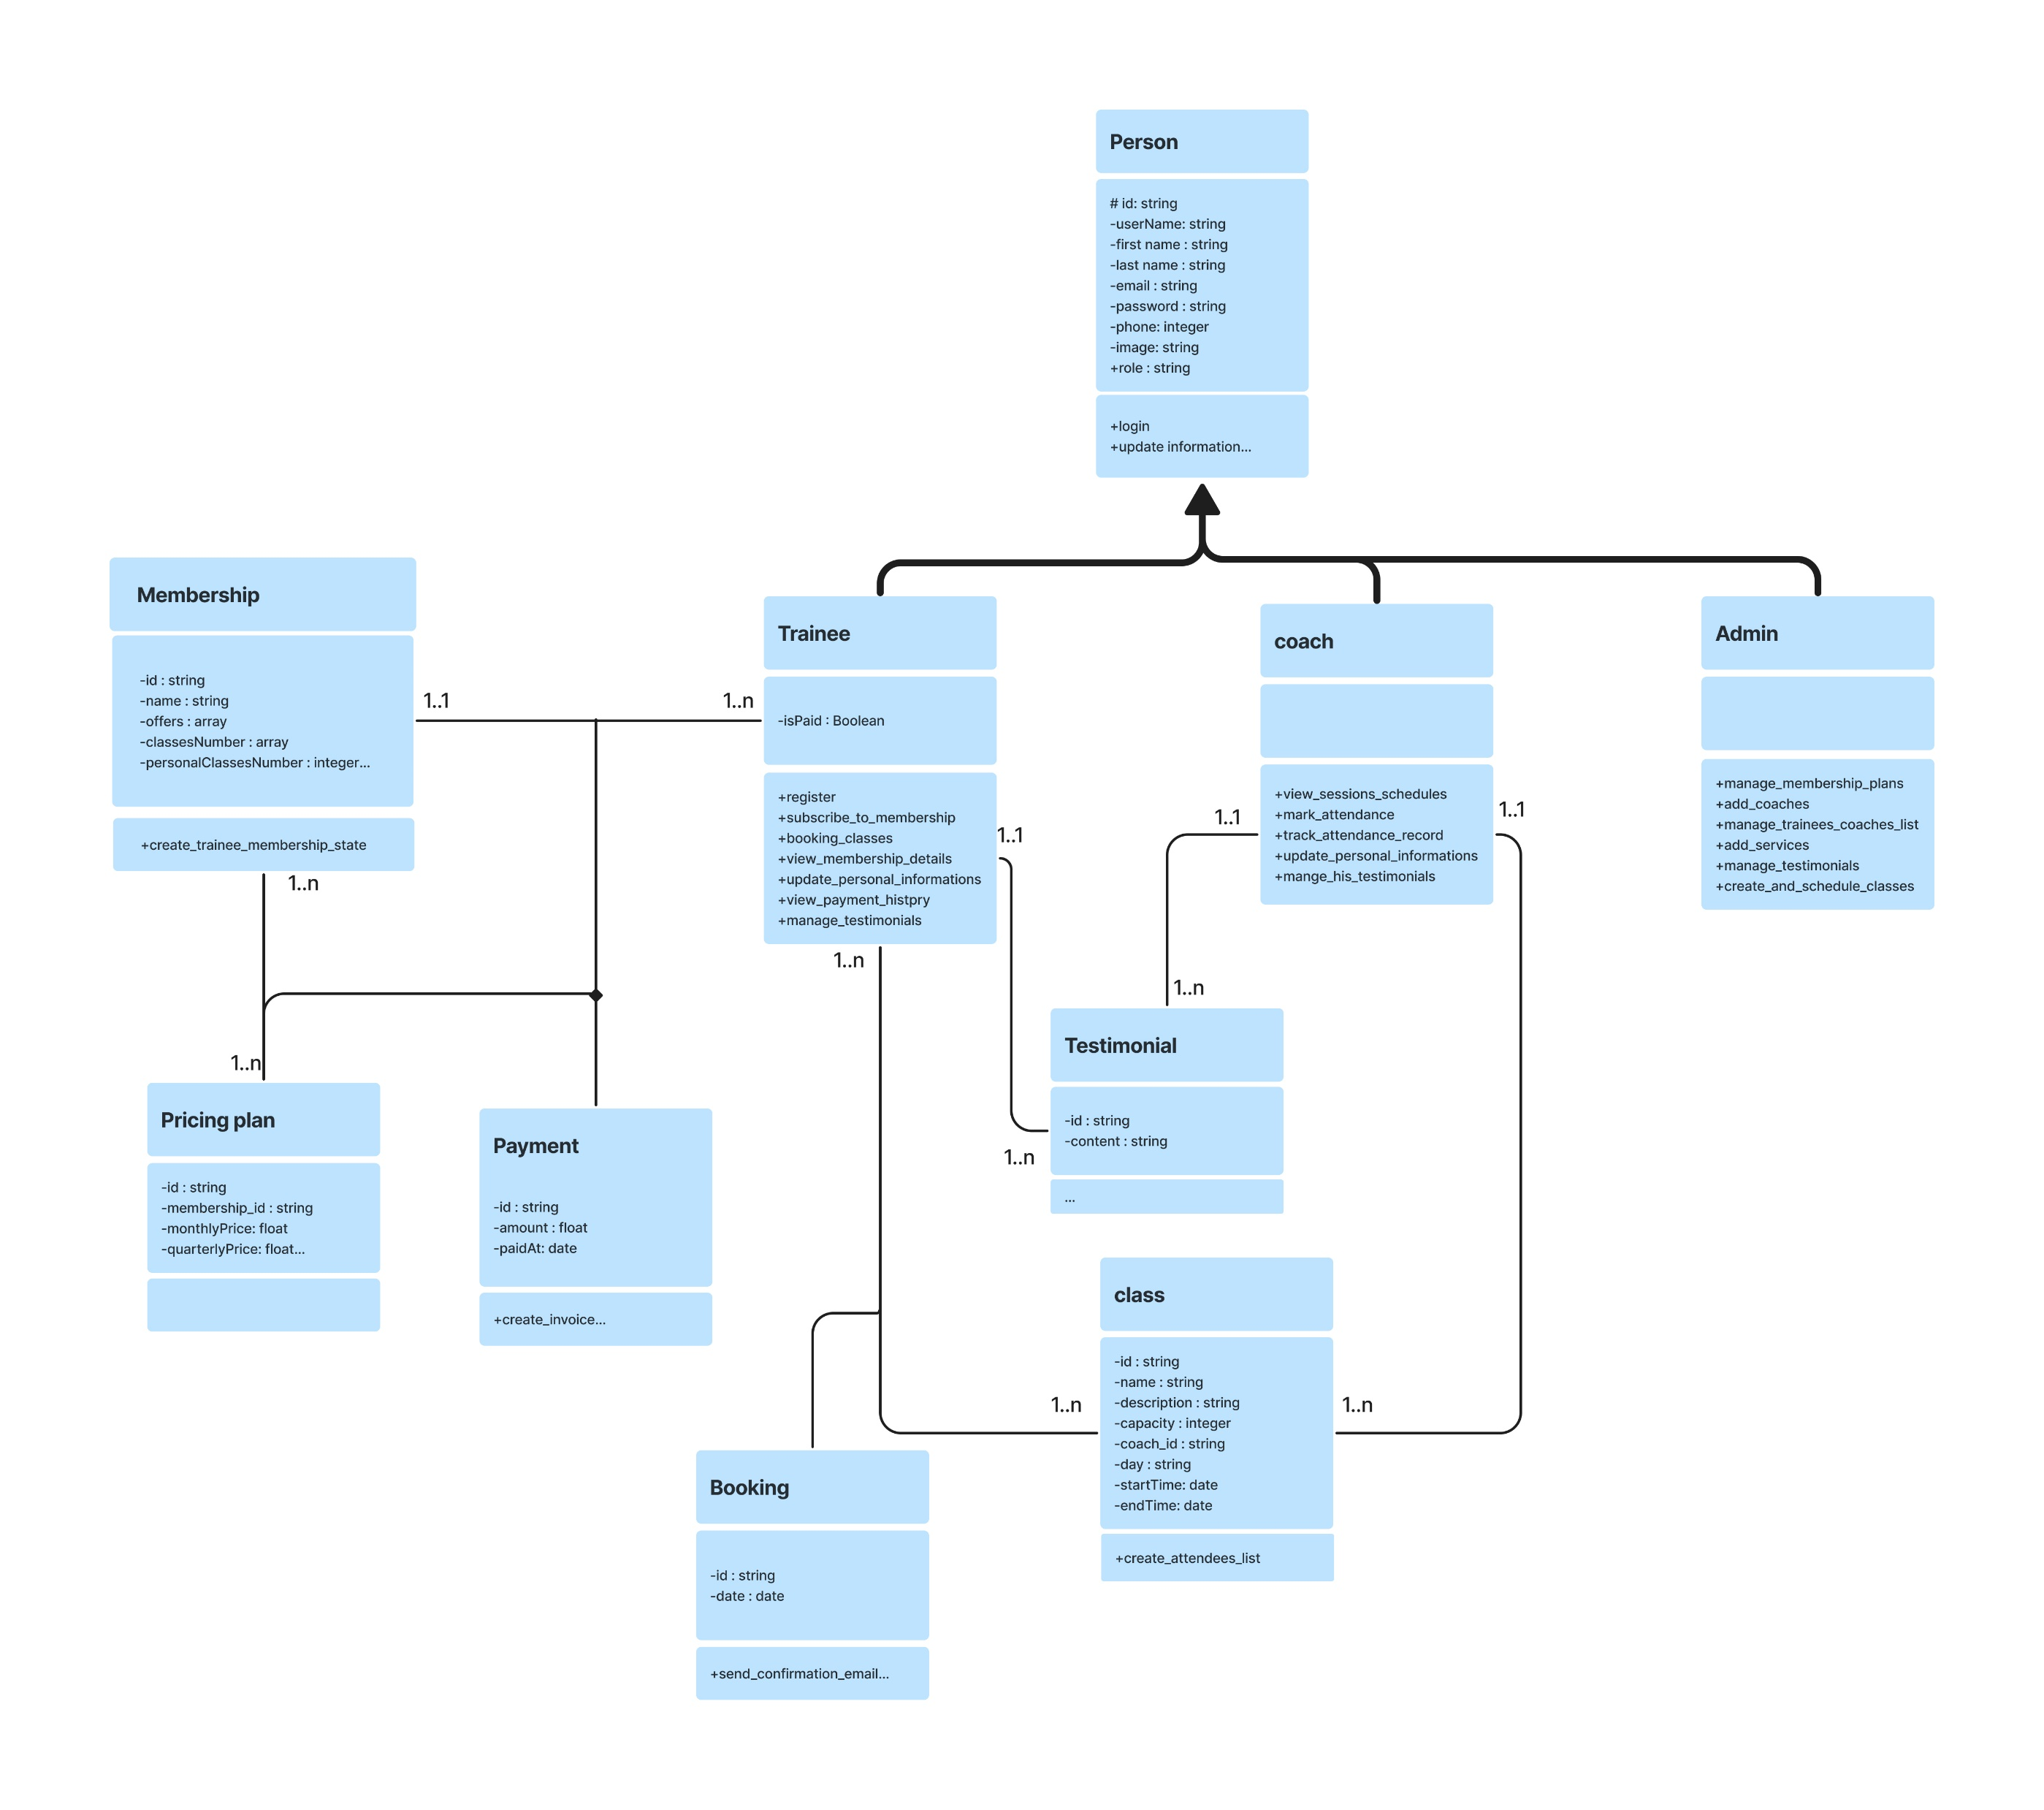 Person
# id: string
-userName: string
-first name : string
-last name : string
-email : string
-password : string
-phone: integer
-image: string
+role : string
+login
+update information...
Membership
-id : string
-name : string
-offers : array
-classesNumber : array
-personalClassesNumber : integer...
+create_trainee_membership_state
1..1
1..n
Trainee
-isPaid : Boolean
+register
+subscribe_to_membership
+booking_classes
+view_membership_details
+update_personal_informations
+view_payment_histpry
+manage_testimonials
coach
+view_sessions_schedules
+mark_attendance
+track_attendance_record
+update_personal_informations
+mange_his_testimonials
Admin
+manage_membership_plans
+add_coaches
+manage_trainees_coaches_list
+add_services
+manage_testimonials
+create_and_schedule_classes
1..1
1..1
1..1
1..n
1..n
1..n
1..n
Pricing plan
-id : string
-membership_id : string
-monthlyPrice: float
-quarterlyPrice: float...
Payment
-id : string
-amount : float
-paidAt: date
+create_invoice...
Testimonial
-id : string
-content : string
...
1..n
class
-id : string
-name : string
-description : string
-capacity : integer
-coach_id : string
-day : string
-startTime: date
-endTime: date
+create_attendees_list
1..n
1..n
Booking
-id : string
-date : date
+send_confirmation_email...